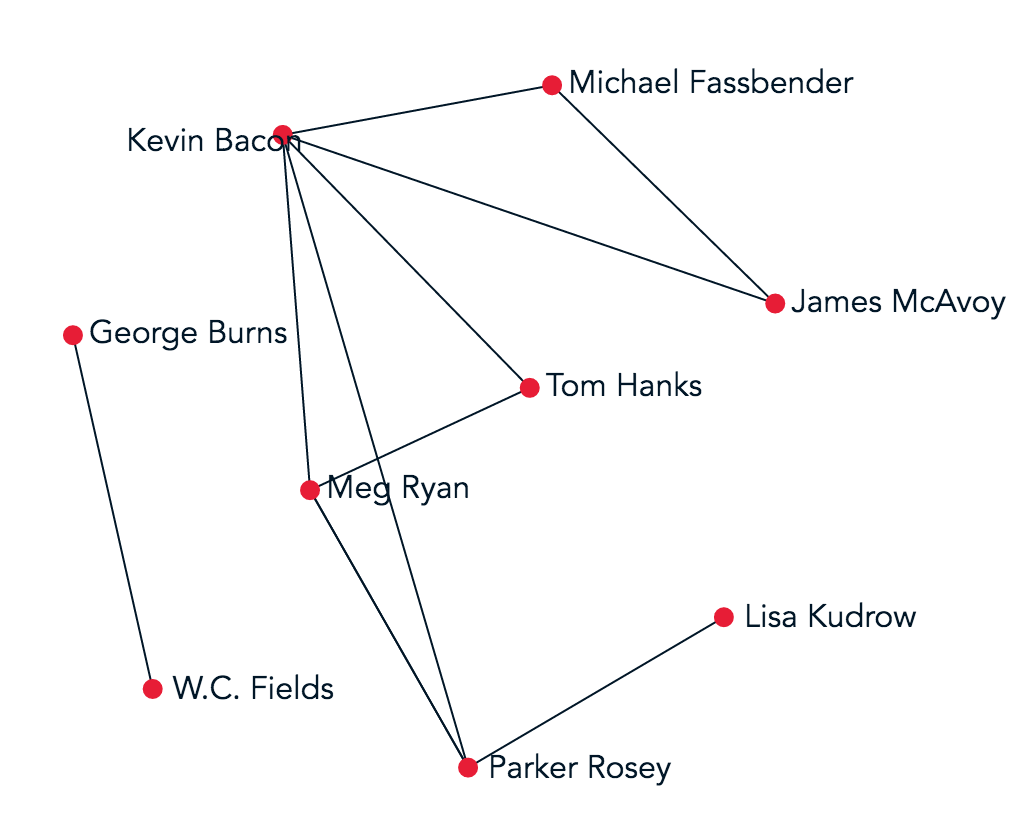 Michael Fassbender
Kevin Bacon
James McAvoy
George Burns
Tom Hanks
Meg Ryan
Lisa Kudrow
W.C. Fields
Parker Rosey